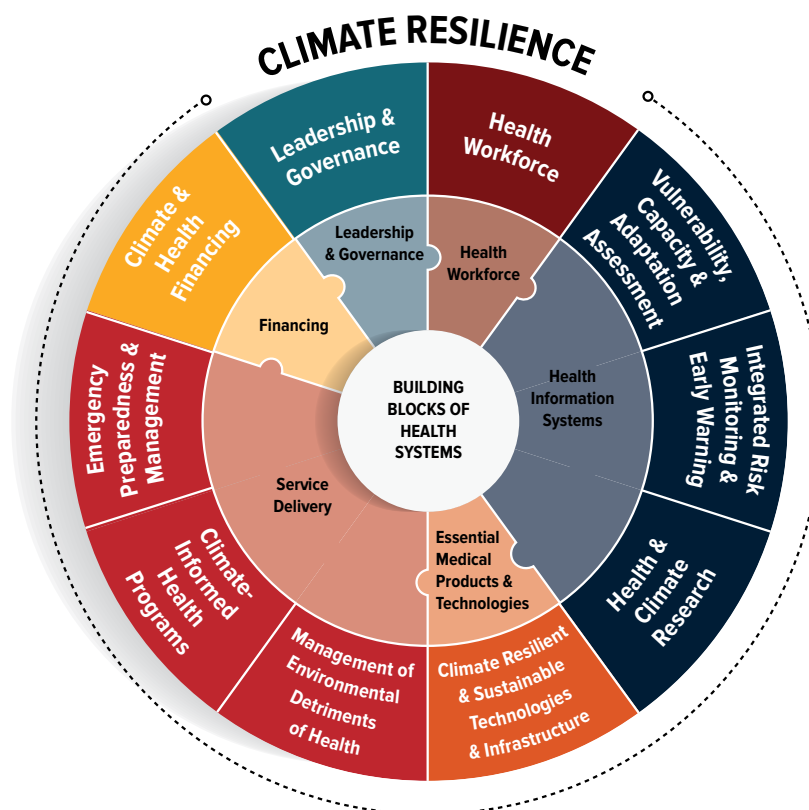 CLIMATE RESILIENCE
Leadership &
Governance
Health
Workforce
Vulnerability,
Capacity &
Adaptation
Assessment
Integrated Risk
Monitoring &
Early Warning
Health &
Climate
Research
Climate Resilient
& Sustainable
Technologies
& Infrastructure
Management of
Environmental
Detriments
of Health
Climate-
Informed
Health
Programs
Emergency
Preparedness &
Management
Climate &
Health
Financing
Leadership
& Governance
Health
Workforce
Health
Information
Systems
Essential
Medical
Products &
Technologies
Service
Delivery
Financing
BUILDING
BLOCKS OF
HEALTH
SYSTEMS